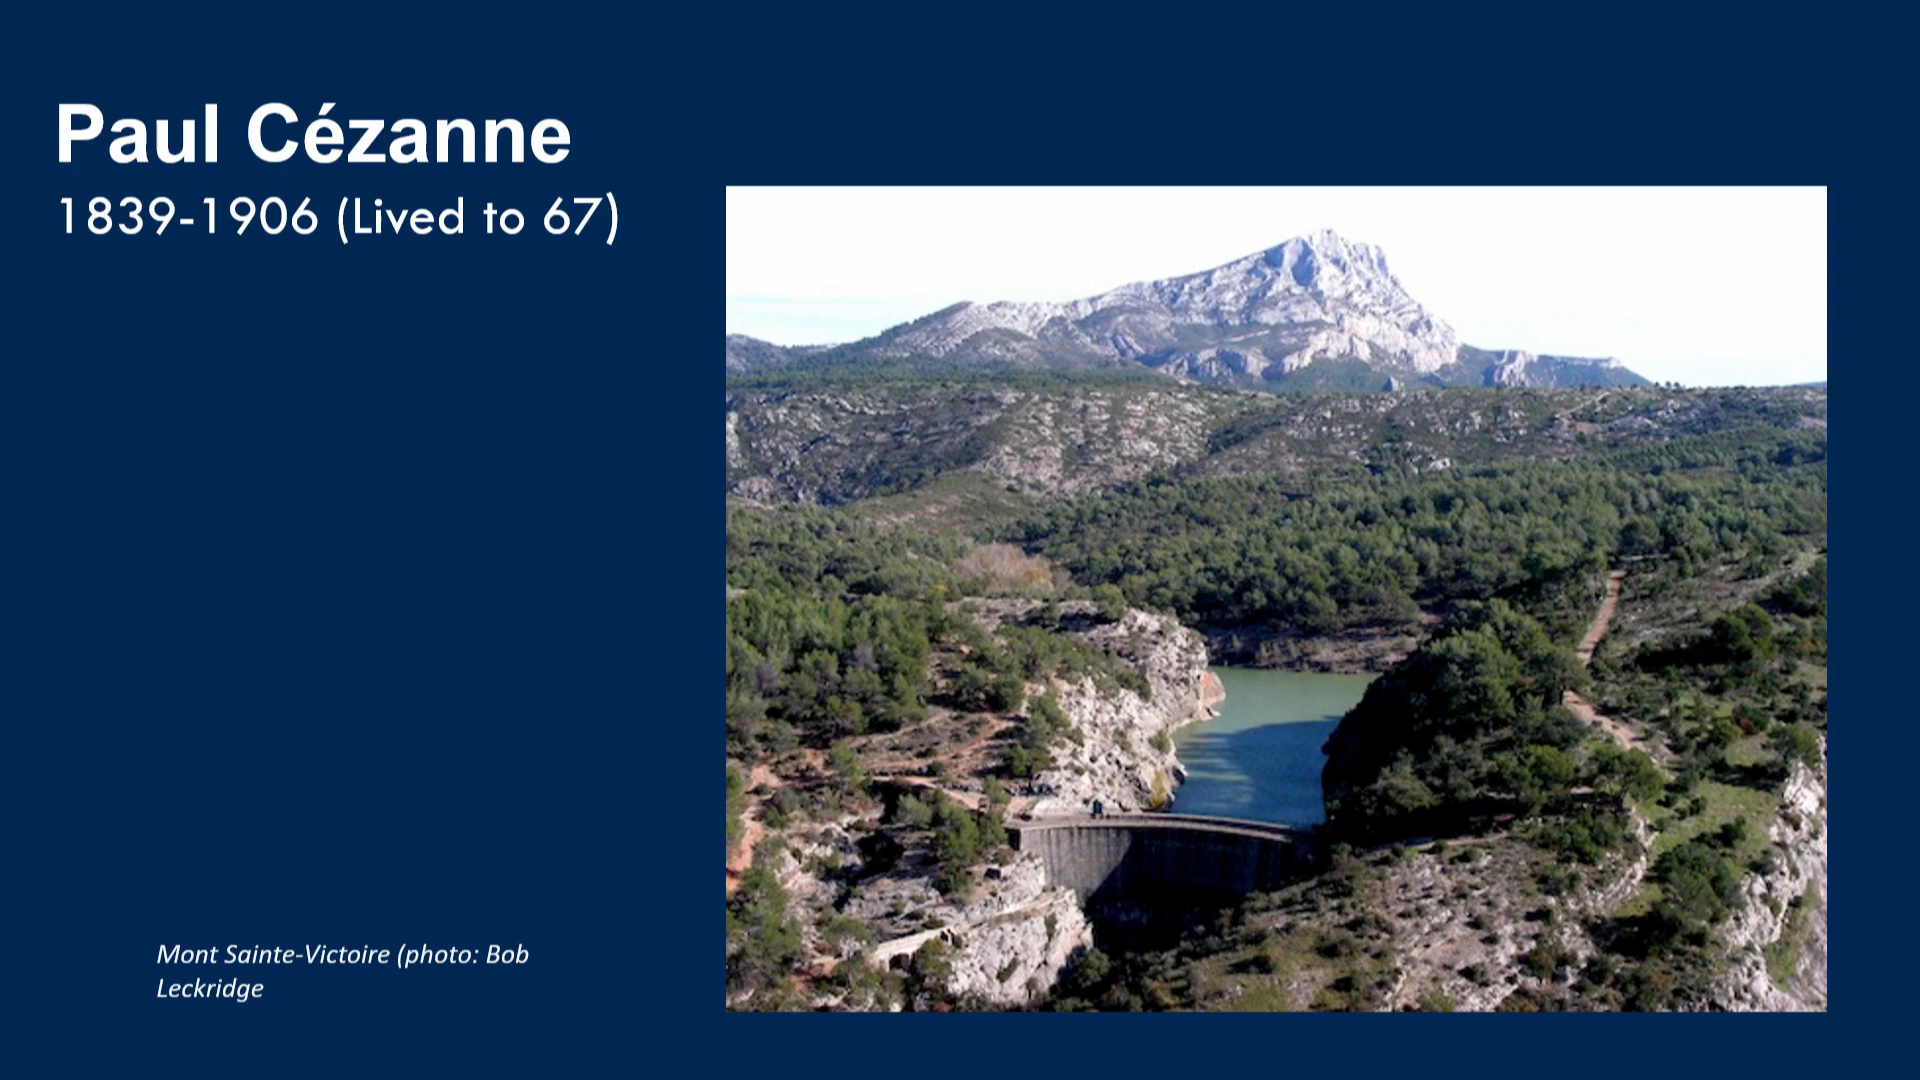 Paul Cézanne
1839-1906 (Lived to 67)
Mont Sainte-Victoire (photo: Bob
Leckridge